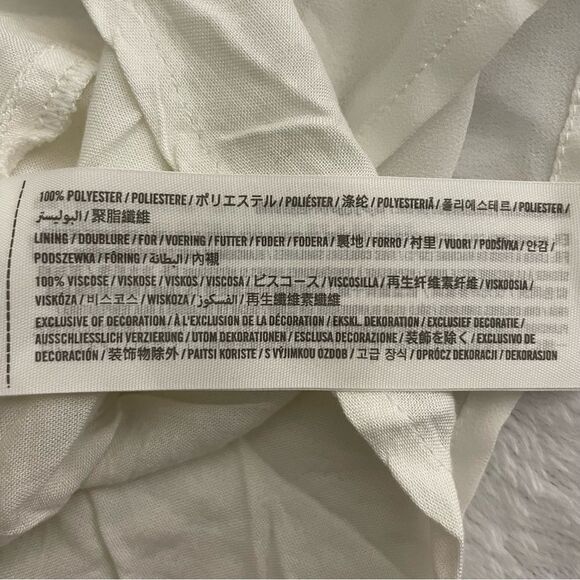 100% POLYESTER / POLIESTERE / ポリエステル / POLIÉSTER / 涤纶 / POLYESTERIÄ / 폴리에스테르 / POLIESTER /
البوليستر / 聚脂纖維
LINING / DOUBLURE / FOR / VOERING / FUTTER / FODER / FODERA / 裏地 / FORRO / 衬里 / VUORI / PODŠÍVKA / 안감 /
PODSZEWKA / FÖRING / البطانة / 內襯
100% VISCOSE / VISKOSE / VISKOS / VISCOSA / ビスコース / VISCOSILLA / 再生纤维素纤维 / VISKOOSIA /
VISKÓZA / 비스코스 / WISKOZA / الفسكوز / 再生纖維素纖維
EXCLUSIVE OF DECORATION / À L'EXCLUSION DE LA DÉCORATION / EKSKL. DEKORATION / EXCLUSIEF DECORATIE /
AUSSCHLIESSLICH VERZIERUNG / UTOM DEKORATIONEN / ESCLUSA DECORAZIONE / 装飾を除く / EXCLUSIVO DE
DECORACIÓN / 装饰物除外 / PAITSI KORISTE / S VÝJIMKOU OZDOB / 고급 장식 / OPRÓCZ DEKORACJI / DEKORASJON